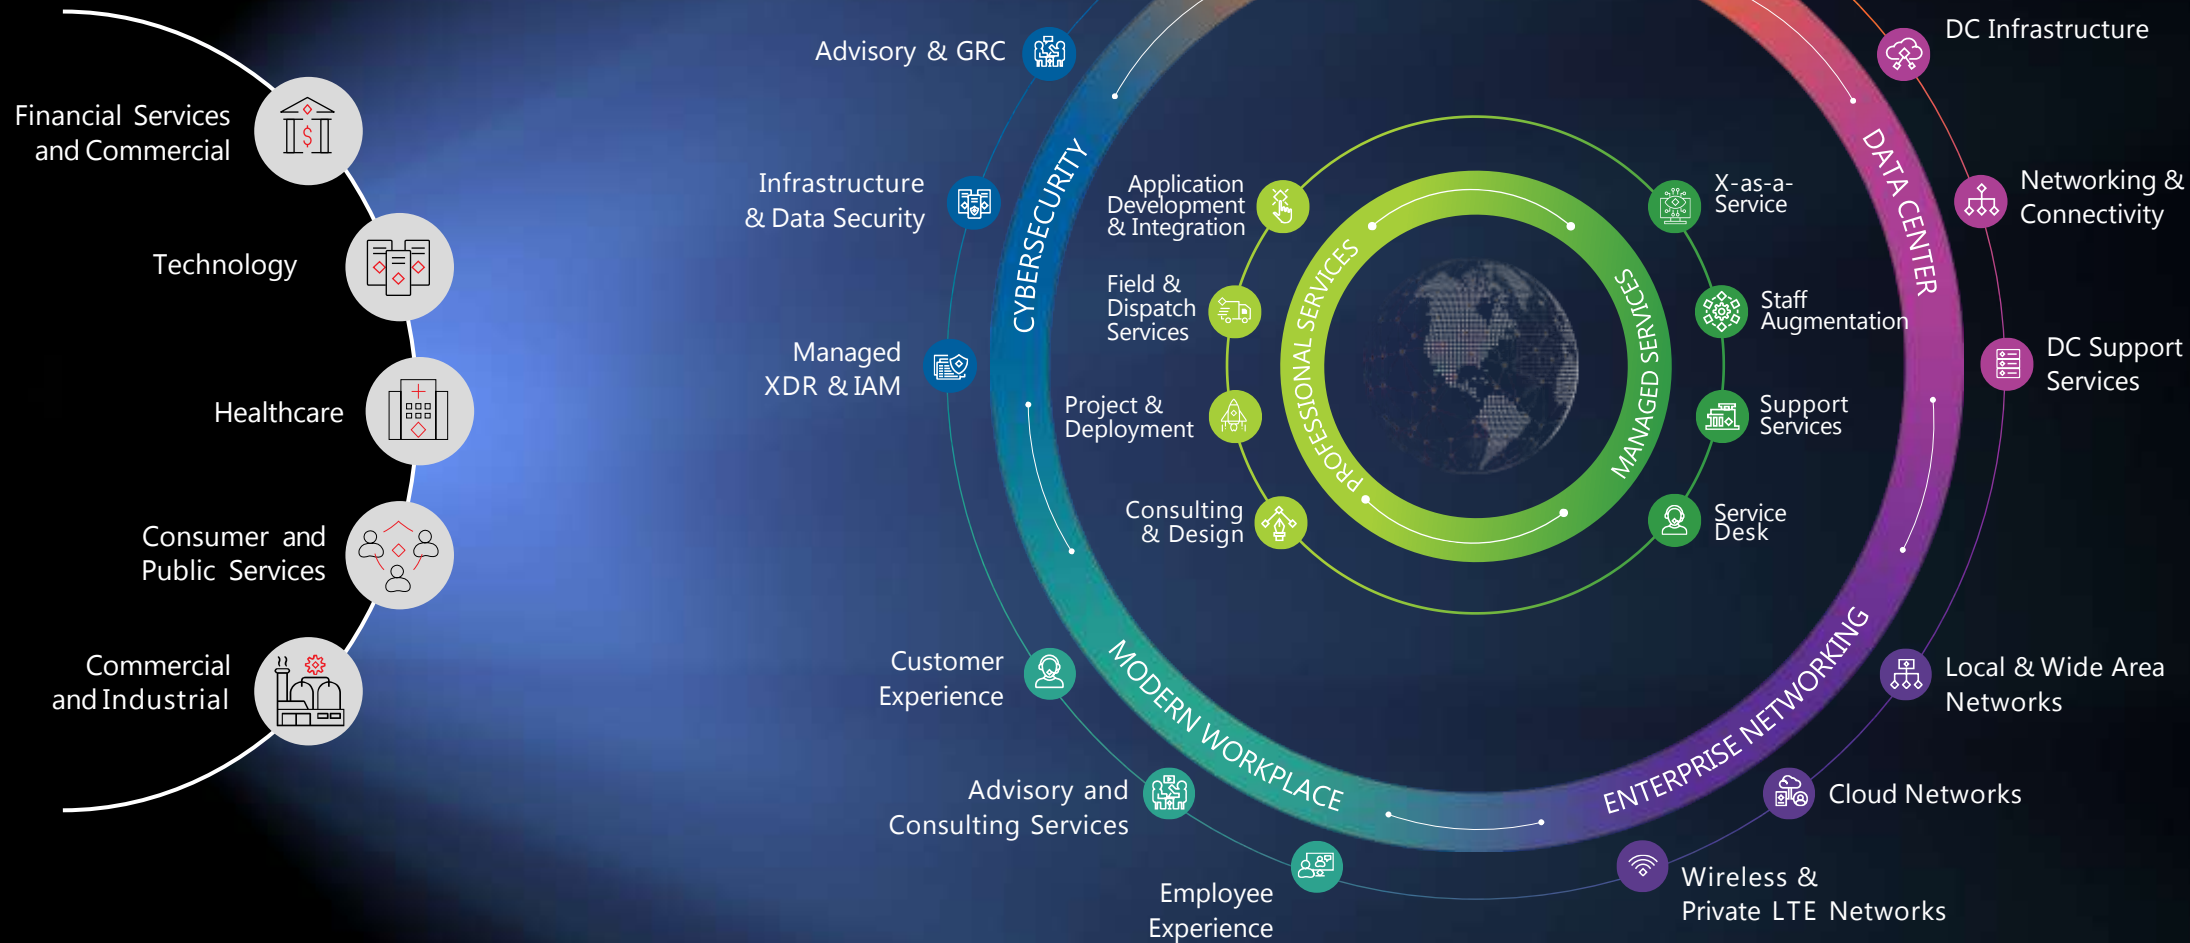 Financial Services
and Commercial
Technology
Healthcare
Consumer and
Public Services
Commercial
and Industrial
Advisory & GRC
Infrastructure
& Data Security
Managed
XDR & IAM
CYBERSECURITY
Customer
Experience
Advisory and
Consulting Services
Employee
Experience
MODERN WORKPLACE
Application
Development
& Integration
Field &
Dispatch
Services
Project &
Deployment
Consulting
& Design
PROFESSIONAL SERVICES
MANAGED SERVICES
X-as-a-
Service
Staff
Augmentation
Support
Services
Service
Desk
DATA CENTER
DC Infrastructure
Networking &
Connectivity
DC Support
Services
ENTERPRISE NETWORKING
Local & Wide Area
Networks
Cloud Networks
Wireless &
Private LTE Networks